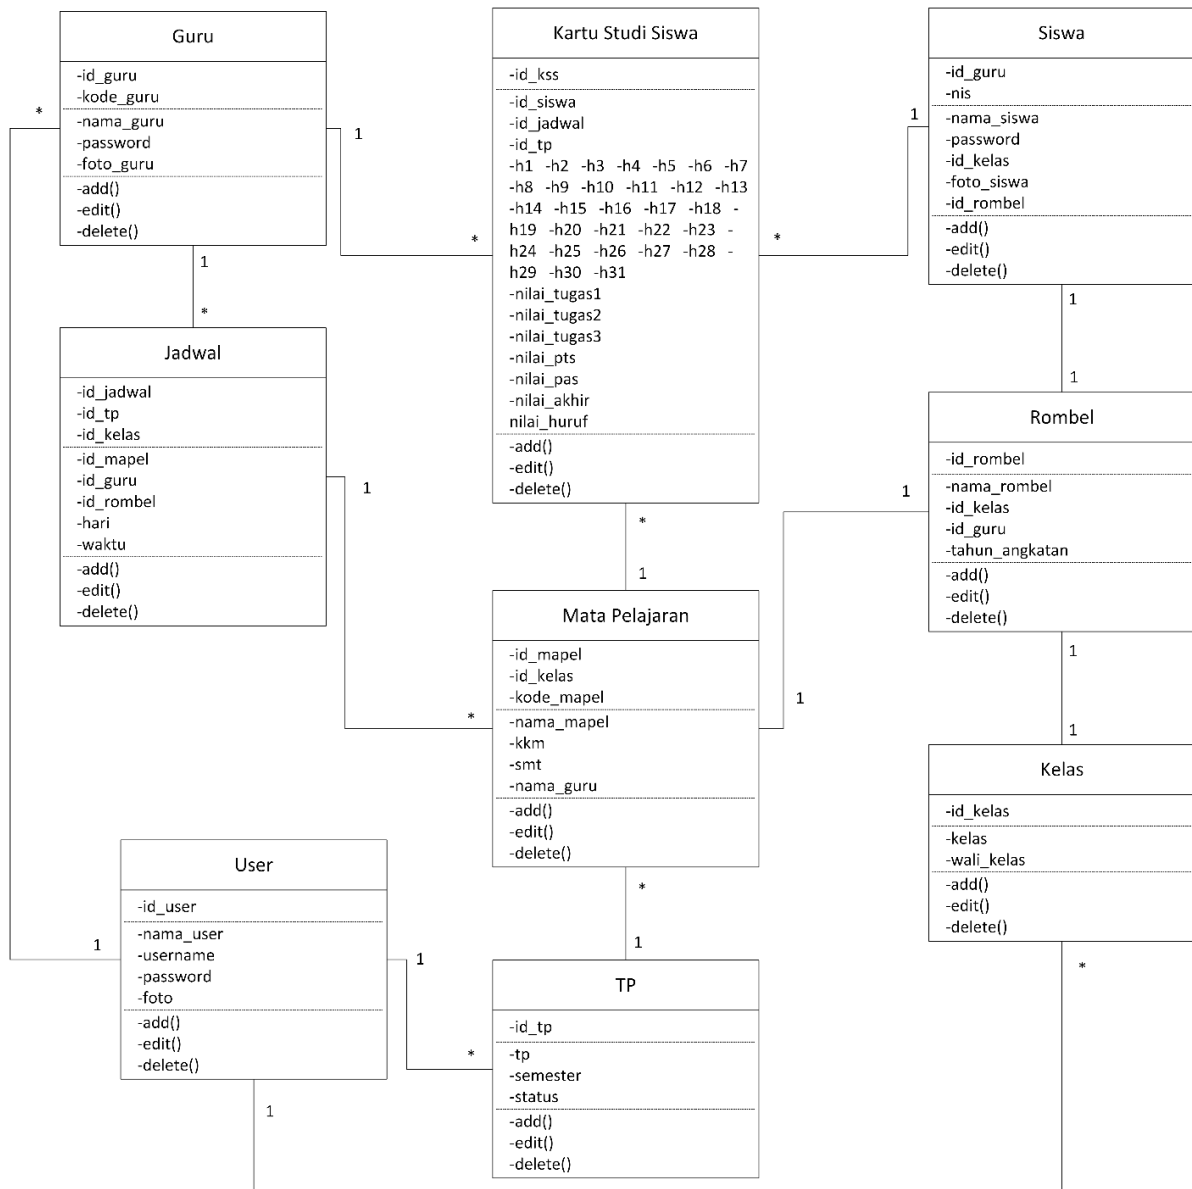 Guru
-id_guru
-kode_guru
-nama_guru
-password
-foto_guru
-add()
-edit()
-delete()
*
1
1
*
*
Kartu Studi Siswa
-id_kss
-id_siswa
-id_jadwal
-id_tp
-h1 -h2 -h3 -h4 -h5 -h6 -h7
-h8 -h9 -h10 -h11 -h12 -h13
-h14 -h15 -h16 -h17 -h18 -
h19 -h20 -h21 -h22 -h23 -
h24 -h25 -h26 -h27 -h28 -
h29 -h30 -h31
-nilai_tugas1
-nilai_tugas2
-nilai_tugas3
-nilai_pts
-nilai_pas
-nilai_akhir
nilai_huruf
-add()
-edit()
-delete()
*
1
*
1
Siswa
-id_guru
-nis
-nama_siswa
-password
-id_kelas
-foto_siswa
-id_rombel
-add()
-edit()
-delete()
1
1
Jadwal
-id_jadwal
-id_tp
-id_kelas
-id_mapel
-id_guru
-id_rombel
-hari
-waktu
-add()
-edit()
-delete()
1
*
Mata Pelajaran
-id_mapel
-id_kelas
-kode_mapel
-nama_mapel
-kkm
-smt
-nama_guru
-add()
-edit()
-delete()
*
1
1
1
Rombel
-id_rombel
-nama_rombel
-id_kelas
-id_guru
-tahun_angkatan
-add()
-edit()
-delete()
1
1
Kelas
-id_kelas
-kelas
-wali_kelas
-add()
-edit()
-delete()
*
User
-id_user
-nama_user
-username
-password
-foto
-add()
-edit()
-delete()
1
1
*
1
TP
-id_tp
-tp
-semester
-status
-add()
-edit()
-delete()